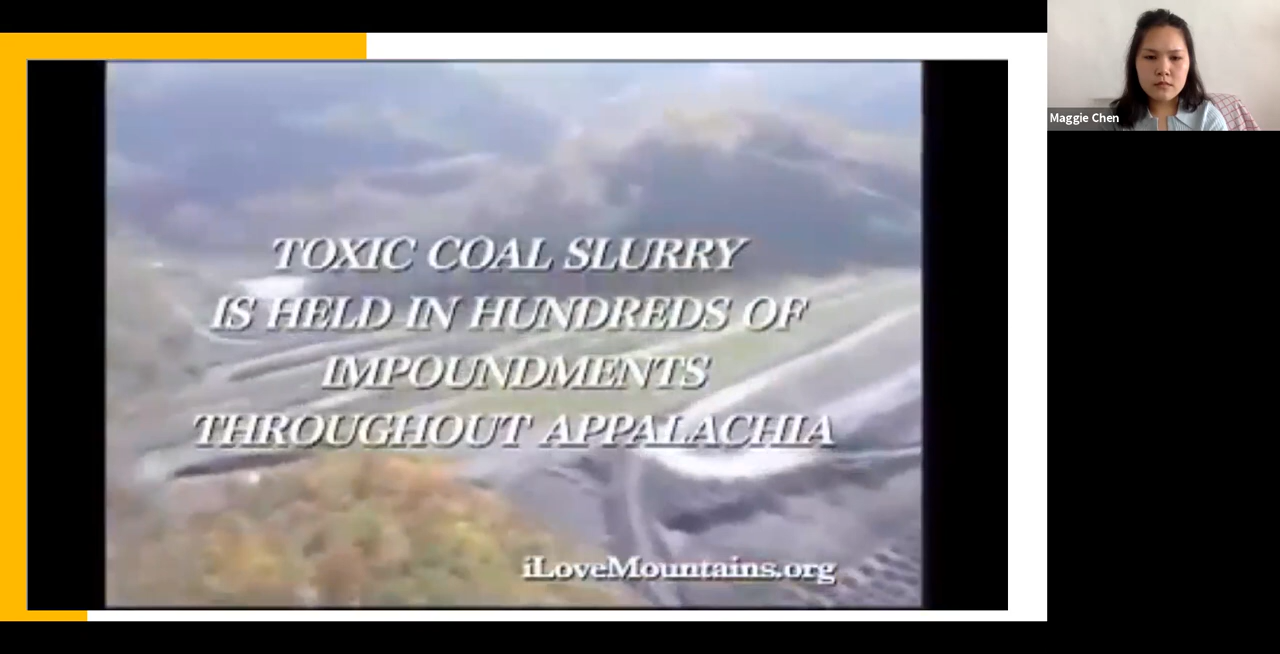 TOXIC COAL SLURRY
IS HELD IN HUNDREDS OF
IMPOUNDMENTS
THROUGHOUT APPALACHIA
iLoveMountains.org
Maggie Chen